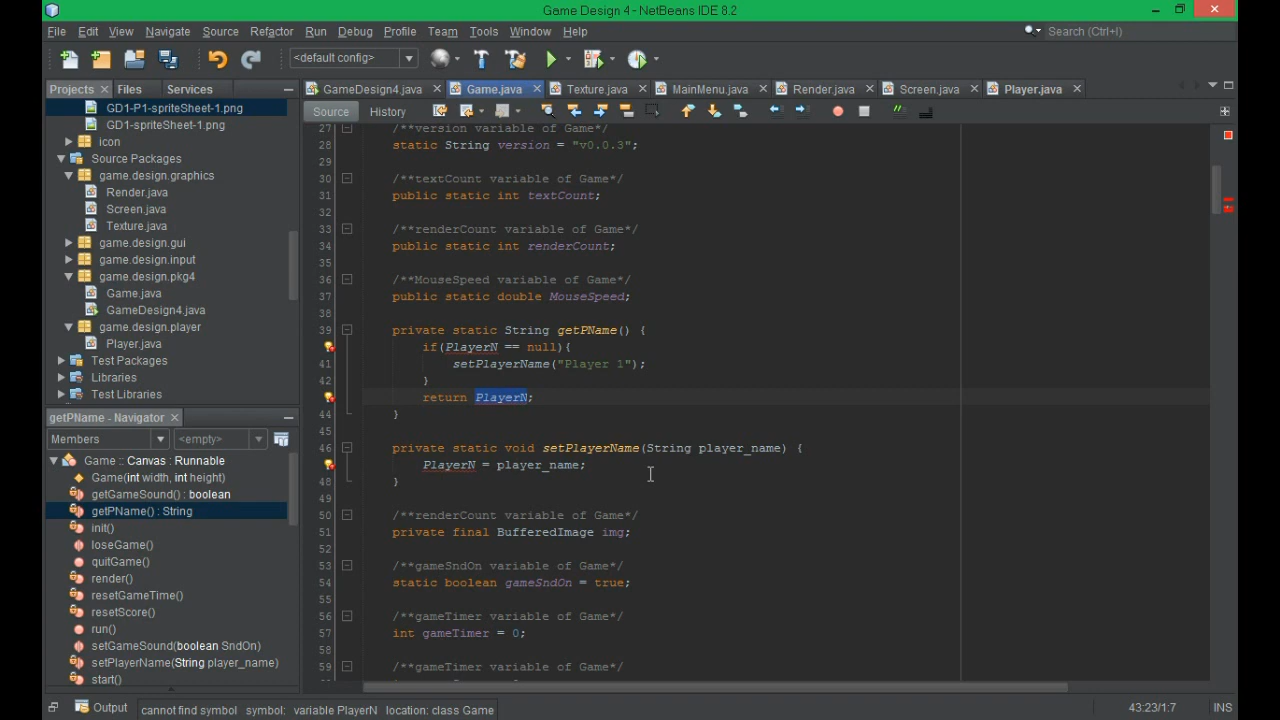 Game Design 4 - NetBeans IDE 8.2
File Edit View Navigate Source Refactor Run Debug Profile Team Tools Window Help
Search (Ctrl+I)
<default config>
Projects Files Services
GameDesign4.java Game.java Texture.java MainMenu.java Render.java Screen.java Player.java
Source History
GD1-P1-spriteSheet-1.png
GD1-spriteSheet-1.png
icon
Source Packages
game.design.graphics
Render.java
Screen.java
Texture.java
game.design.gui
game.design.input
game.design.pkg4
Game.java
GameDesign4.java
game.design.player
Player.java
Test Packages
Libraries
Test Libraries
getPName - Navigator
Members <empty>
Game :: Canvas : Runnable
Game(int width, int height)
getGameSound() : boolean
getPName() : String
init()
loseGame()
quitGame()
render()
resetGameTime()
resetScore()
run()
setGameSound(boolean SndOn)
setPlayerName(String player_name)
start()
27 /**version variable of Game*/
28 static String version = "v0.0.3";
29
30 /**textCount variable of Game*/
31 public static int textCount;
32
33 /**renderCount variable of Game*/
34 public static int renderCount;
35
36 /**MouseSpeed variable of Game*/
37 public static double MouseSpeed;
38
39 private static String getPName() {
if(PlayerN == null){
41 setPlayerName("Player 1");
42 }
return PlayerN;
44 }
45
46 private static void setPlayerName(String player_name) {
PlayerN = player_name;
48 }
49
50 /**renderCount variable of Game*/
51 private final BufferedImage img;
52
53 /**gameSndOn variable of Game*/
54 static boolean gameSndOn = true;
55
56 /**gameTimer variable of Game*/
57 int gameTimer = 0;
58
59 /**gameTimer variable of Game*/
Output
cannot find symbol symbol: variable PlayerN location: class Game
43:23/1:7 INS